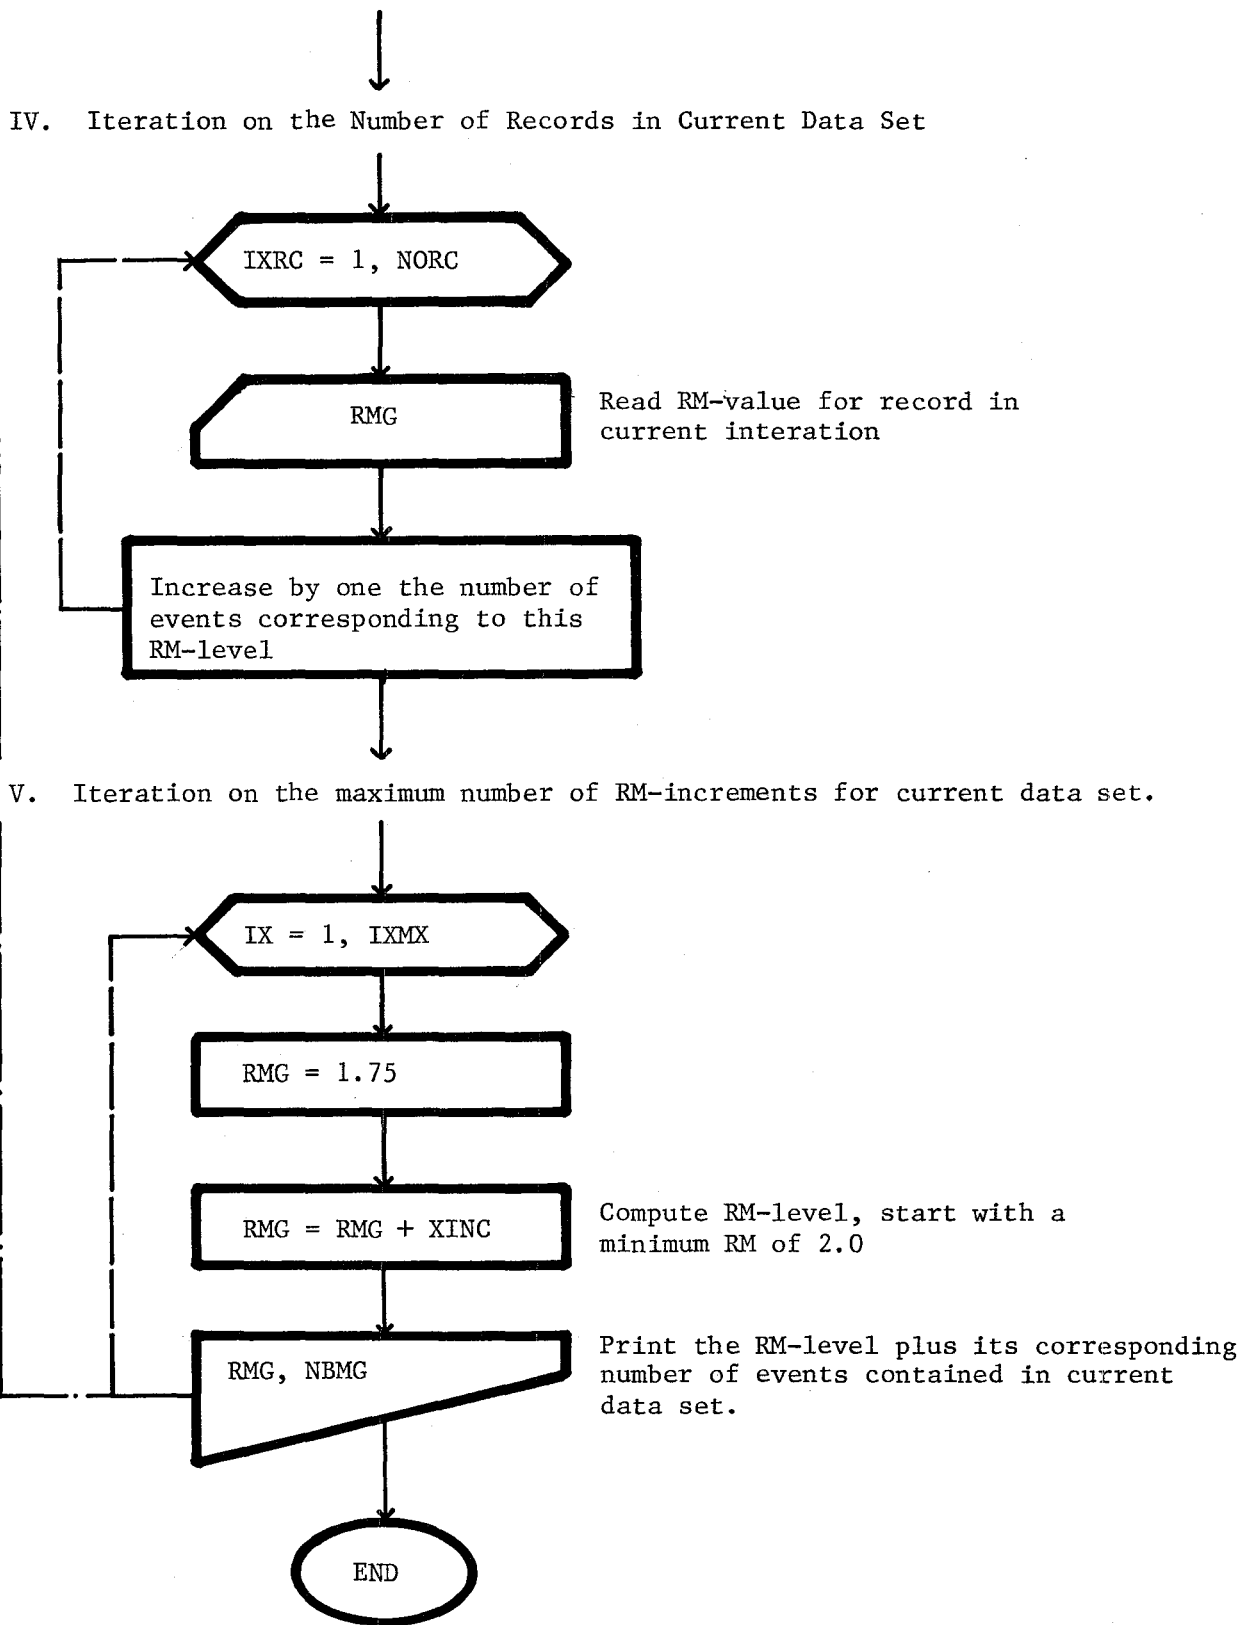 IV. Iteration on the Number of Records in Current Data Set
IXRC = 1, NORC
RMG
Read RM-value for record in
current interation
Increase by one the number of
events corresponding to this
RM-level
V. Iteration on the maximum number of RM-increments for current data set.
IX = 1, IXMX
RMG = 1.75
RMG = RMG + XINC
Compute RM-level, start with a
minimum RM of 2.0
RMG, NBMG
Print the RM-level plus its corresponding
number of events contained in current
data set.
END